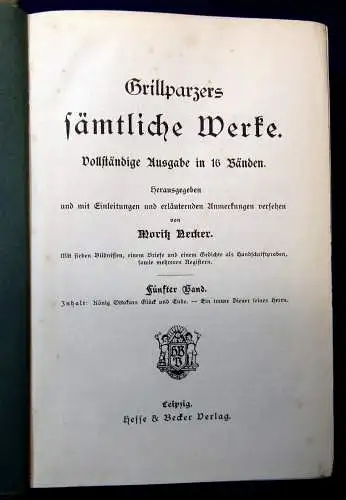 Grillparzers
sämtliche Werke.
Vollständige Ausgabe in 16 Bänden.
Herausgegeben
und mit Einleitungen und erläuternden Anmerkungen versehen
von
Moritz Necker.
Mit sieben Bildnissen, einem Briefe und einem Gedichte als Handschriftproben,
sowie mehreren Registern.
Fünfter Band.
Inhalt: König Ottokars Glück und Ende. — Ein treuer Diener seines Herrn.
HBV
Leipzig.
Hesse & Becker Verlag.